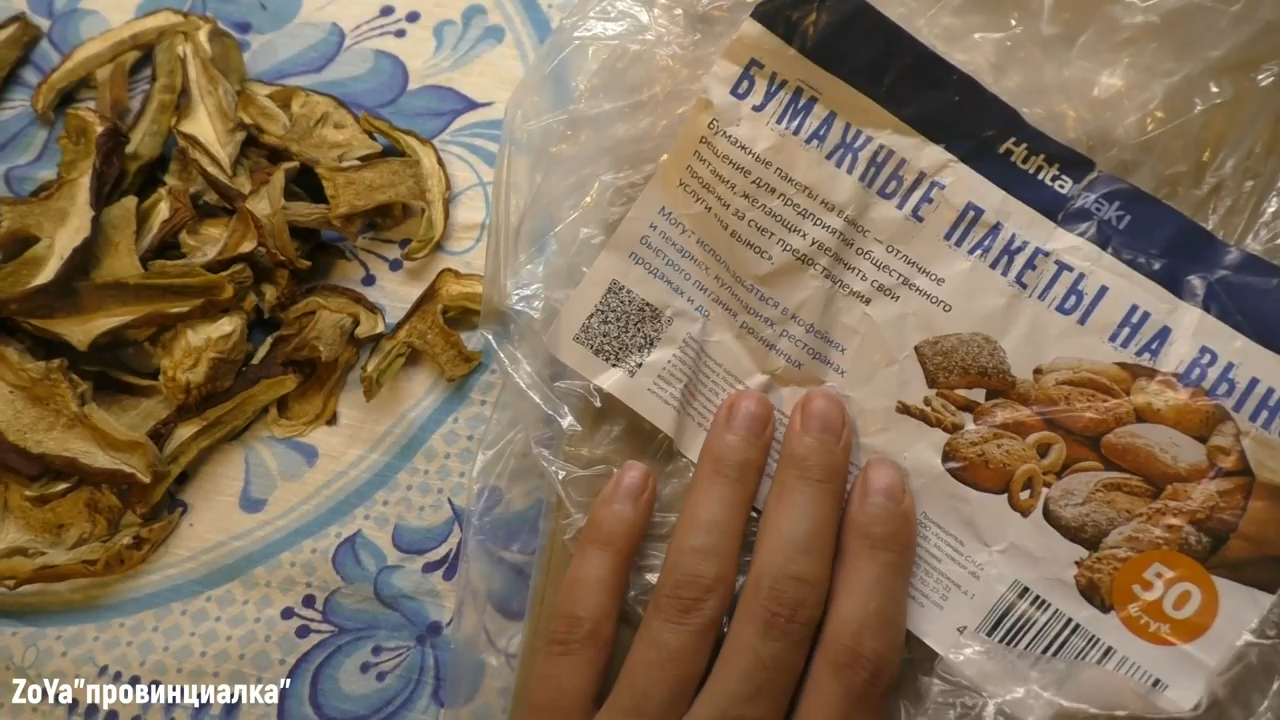 Huhtamaki
БУМАЖНЫЕ ПАКЕТЫ НА ВЫН
Бумажные пакеты на вынос — отличное
решение для предприятий общественного
питания, желающих увеличить свои
продажи за счет предоставления
услуги «на вынос».
Могут использоваться в кофейнях
и пекарнях, кулинариях, ресторанах
быстрого питания, розничных
продажах и др.
Производитель
50
штук
ZoYa"провинциалка"